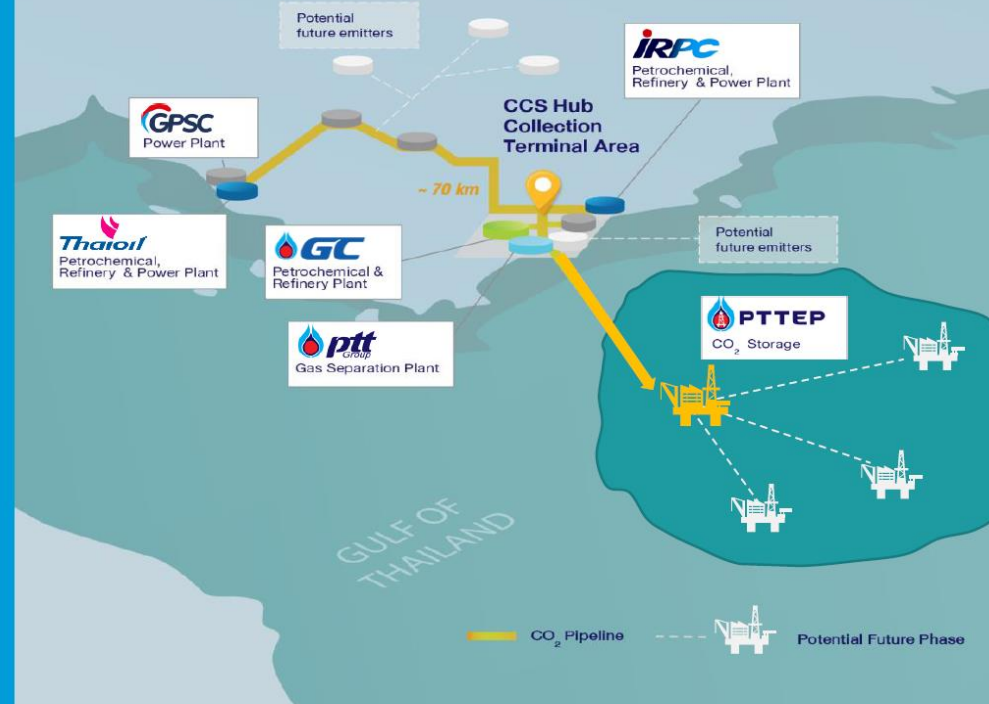 Potential
future emitters
IRPC
Petrochemical,
Refinery & Power Plant
CCS Hub
Collection
Terminal Area
GPSC
Power Plant
~ 70 km
Thaioil
Petrochemical,
Refinery & Power Plant
GC
Petrochemical &
Refinery Plant
Potential
future emitters
ptt
Group
Gas Separation Plant
PTTEP
CO₂ Storage
GULF OF
THAILAND
CO₂ Pipeline
Potential Future Phase